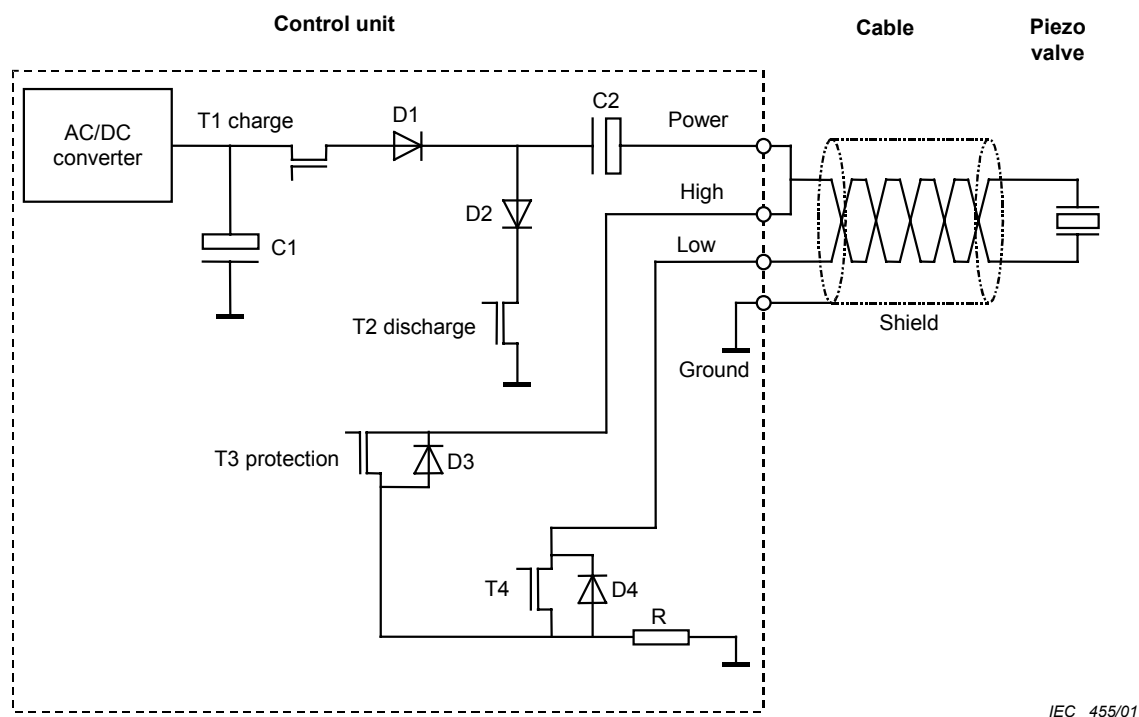 Control unit
Cable
Piezo
valve
AC/DC
converter
T1 charge
D1
C2
Power
High
D2
Low
C1
T2 discharge
Shield
Ground
T3 protection
D3
T4
D4
R
IEC 455/01